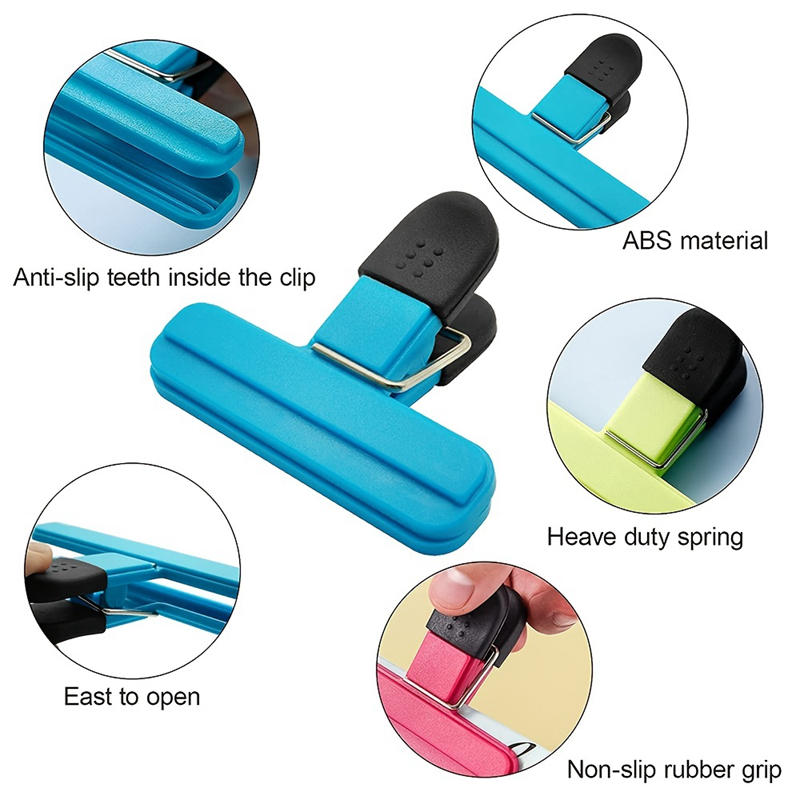 ABS material
Anti-slip teeth inside the clip
Heave duty spring
East to open
Non-slip rubber grip